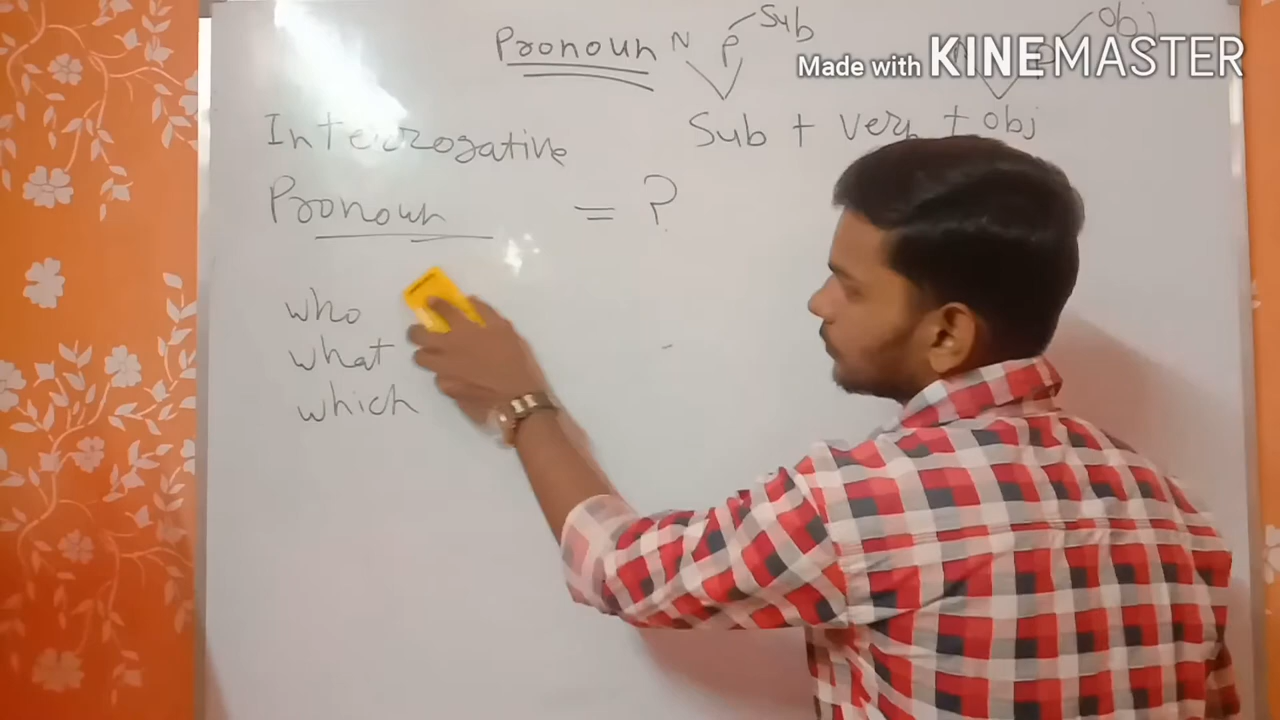 Sub
Obj
Pronoun N P
Made with KINEMASTER
Interrogative
Sub + verb + obj
Pronoun = ?
who
what
which